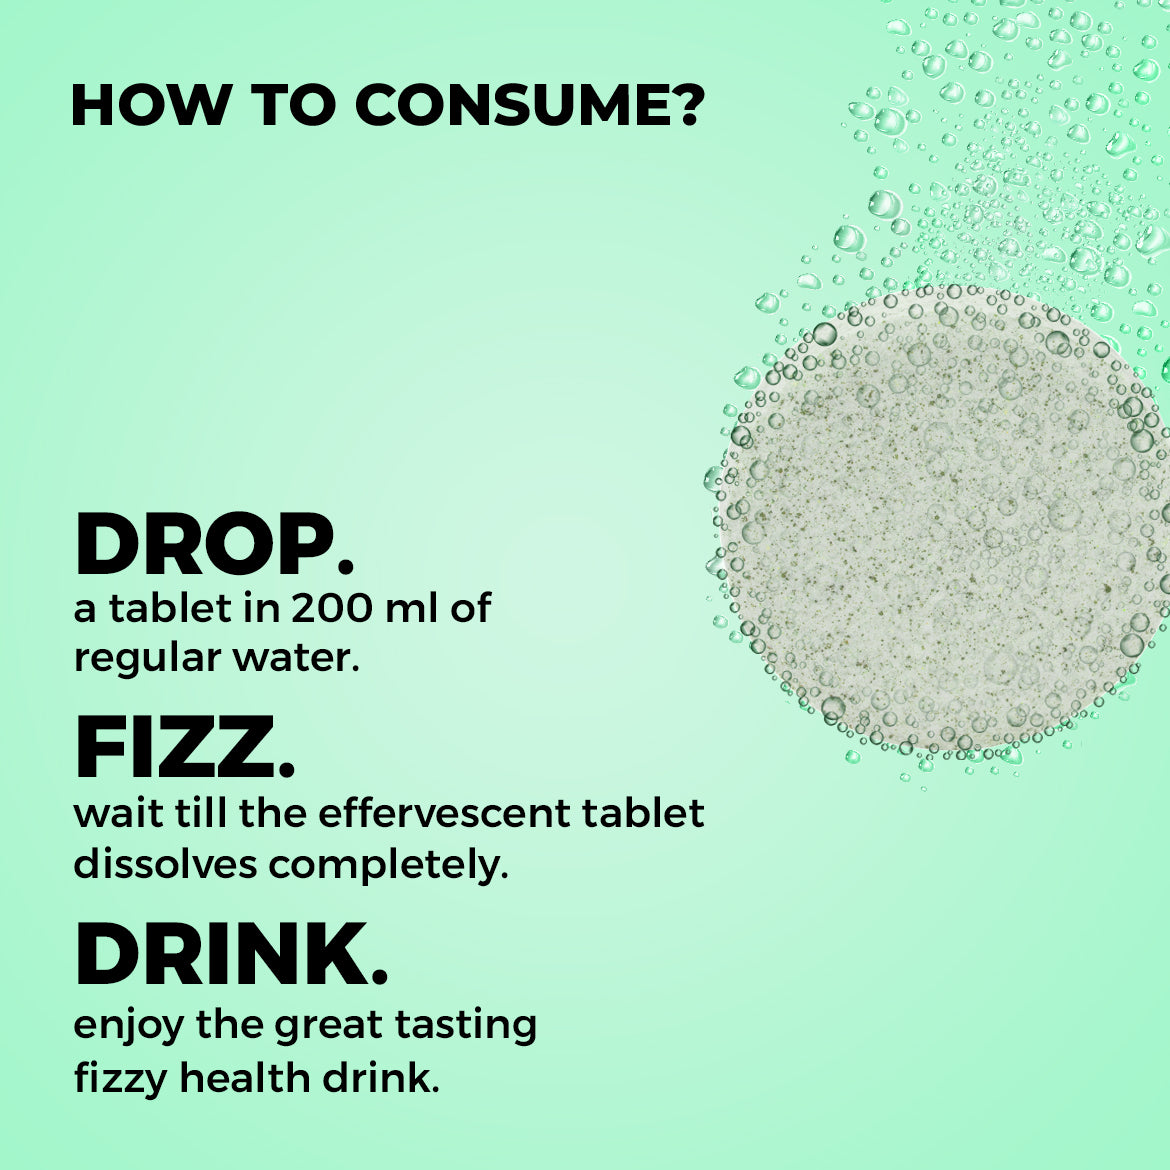 HOW TO CONSUME?
DROP.
a tablet in 200 ml of
regular water.
FIZZ.
wait till the effervescent tablet
dissolves completely.
DRINK.
enjoy the great tasting
fizzy health drink.